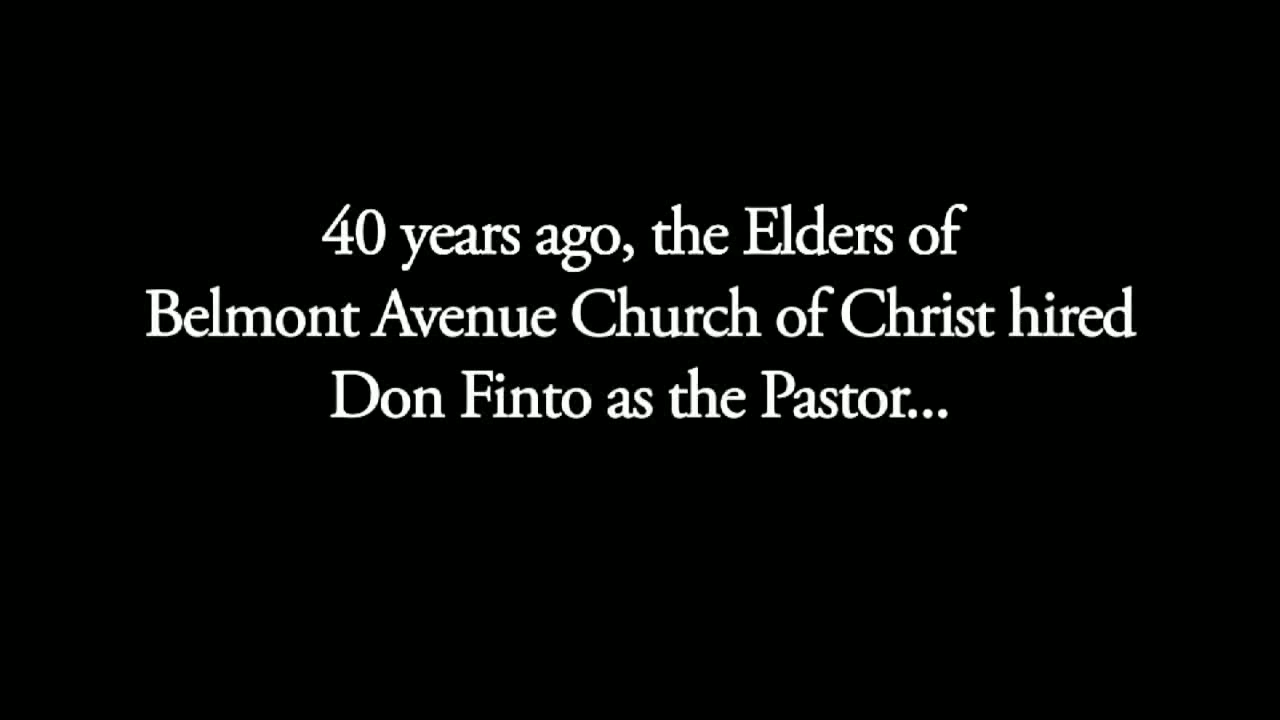 40 years ago, the Elders of
Belmont Avenue Church of Christ hired
Don Finto as the Pastor...